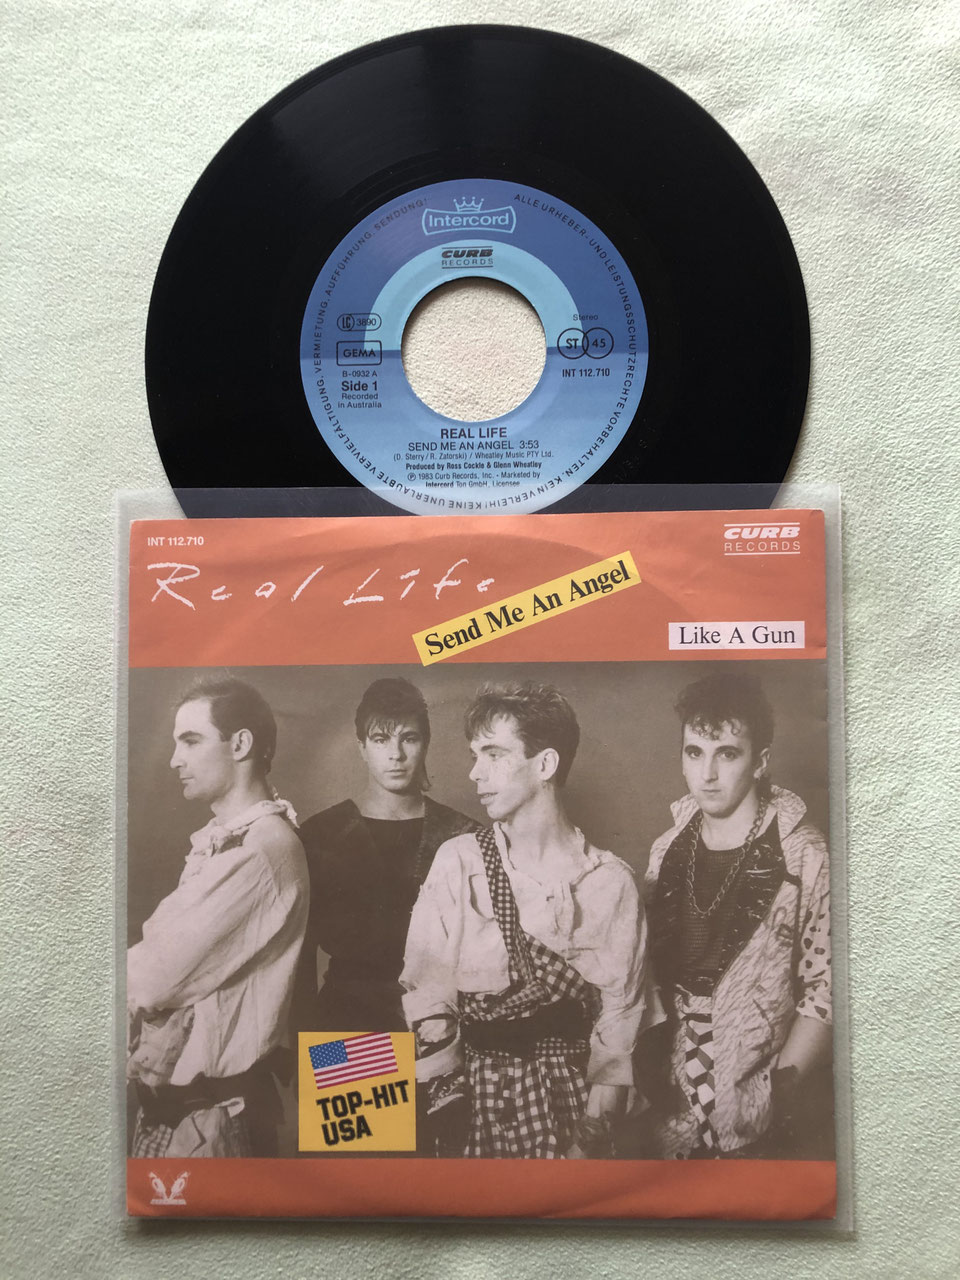 Intercord
CURB
RECORDS
ALLE URHEBER- UND LEISTUNGSSCHUTZRECHTE VORBEHALTEN. KEIN VERLEIH! KEINE UNERLAUBTE VERVIELFÄLTIGUNG, VERMIETUNG, AUFFÜHRUNG, SENDUNG!
LC 3890
GEMA
B-0932 A
Side 1
Recorded
in Australia
Stereo
ST 45
INT 112.710
REAL LIFE
SEND ME AN ANGEL 3:53
(D. Sterry / R. Zatorski) / Wheatley Music PTY Ltd.
Produced by Ross Cockle & Glenn Wheatley
℗ 1983 Curb Records, Inc. - Marketed by
Intercord Ton GmbH, Licensee
INT 112.710
CURB
RECORDS
Real Life
Send Me An Angel
Like A Gun
TOP-HIT
USA